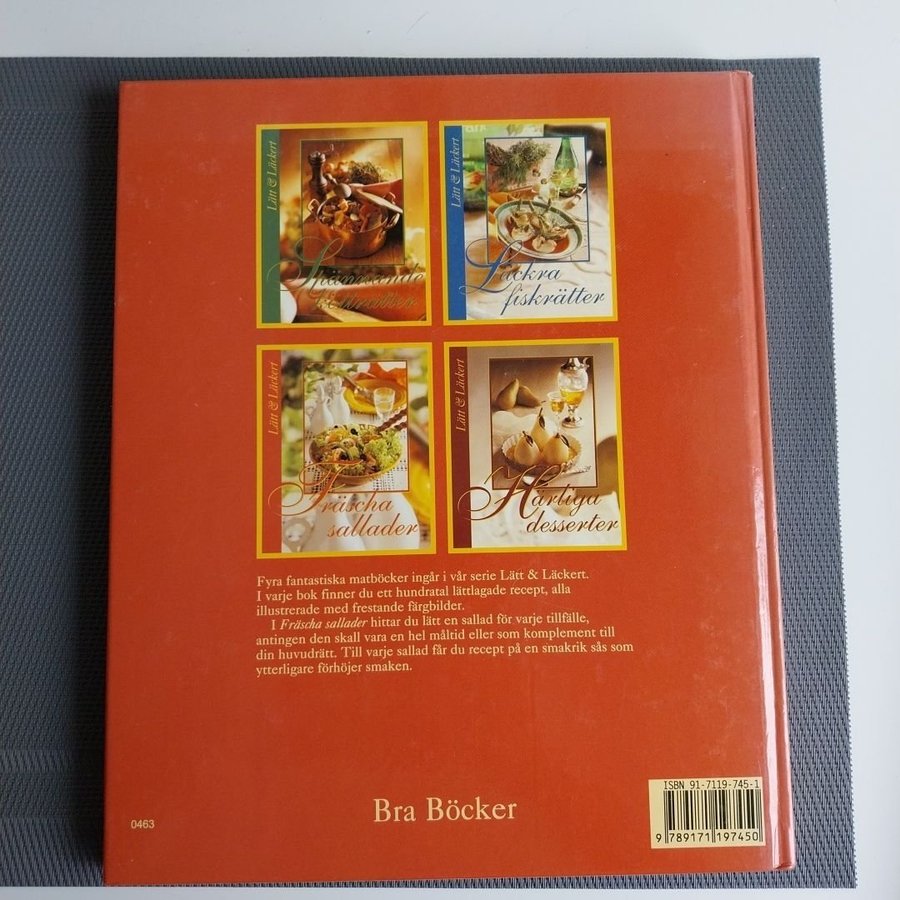 Lätt & Läckert
Spännande
Lätt & Läckert
Läckra
fiskrätter
Lätt & Läckert
Fräscha
sallader
Lätt & Läckert
Härliga
desserter
Fyra fantastiska matböcker ingår i vår serie Lätt & Läckert.
I varje bok finner du ett hundratal lättlagade recept, alla
illustrerade med frestande färgbilder.
I Fräscha sallader hittar du lätt en sallad för varje tillfälle,
antingen den skall vara en hel måltid eller som komplement till
din huvudrätt. Till varje sallad får du recept på en smakrik sås som
ytterligare förhöjer smaken.
Bra Böcker
0463
ISBN 91-7119-745-1
9 789171 197450